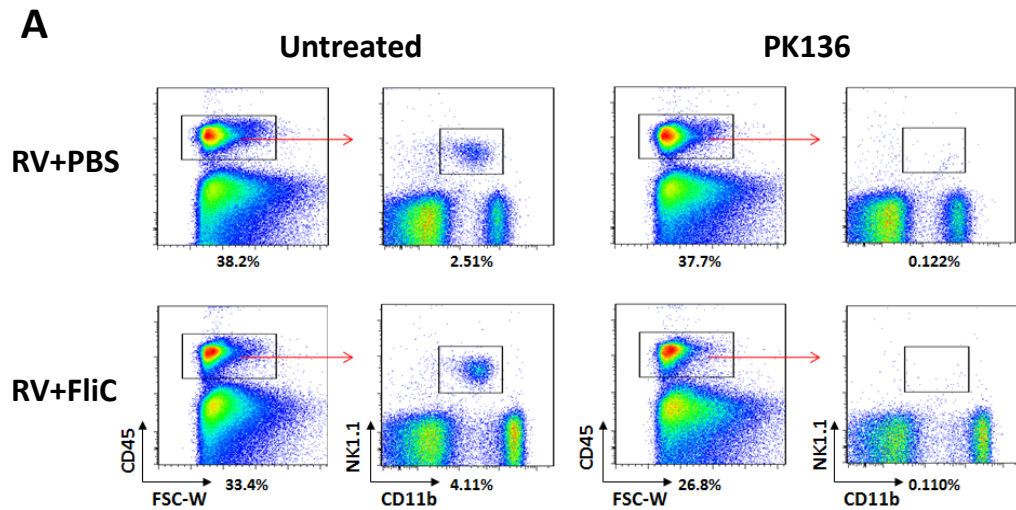 A
Untreated PK136
RV+PBS
38.2% 2.51% 37.7% 0.122%
RV+FliC
CD45 NK1.1 CD45 NK1.1
33.4% 4.11% 26.8% 0.110%
FSC-W CD11b FSC-W CD11b